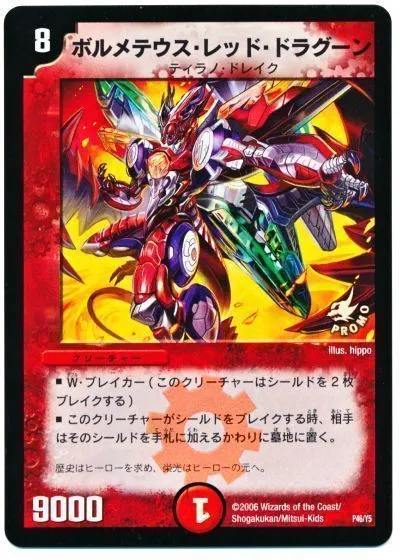 8
ボルメテウス・レッド・ドラグーン
ティラノ・ドレイク
PROMO
illus. hippo
クリーチャー
■ W・ブレイカー(このクリーチャーはシールドを2枚
ブレイクする)
■ このクリーチャーがシールドをブレイクする時、相手
はそのシールドを手札に加えるかわりに墓地に置く。
歴史はヒーローを求め、栄光はヒーローの元へ。
9000
1
©2006 Wizards of the Coast/
Shogakukan/Mitsui-Kids
P46/Y5